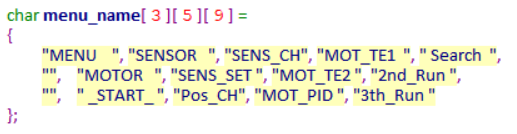 char menu_name[ 3 ][ 5 ][ 9 ] =
{
"MENU   ", "SENSOR  ", "SENS_CH", "MOT_TE1  ", " Search  ",
"",   "MOTOR  ", "SENS_SET ", "MOT_TE2 ", "2nd_Run ",
"",   " _START_ ", "Pos_CH", "MOT_PID ", "3th_Run "
};